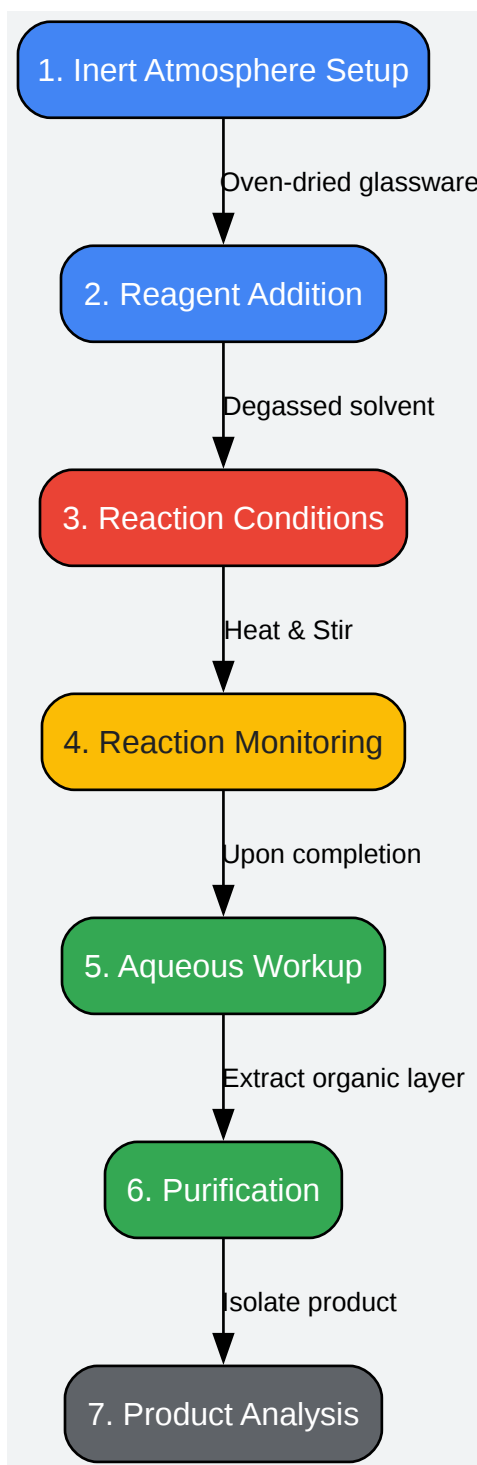 1. Inert Atmosphere Setup
Oven-dried glassware
2. Reagent Addition
Degassed solvent
3. Reaction Conditions
Heat & Stir
4. Reaction Monitoring
Upon completion
5. Aqueous Workup
Extract organic layer
6. Purification
Isolate product
7. Product Analysis